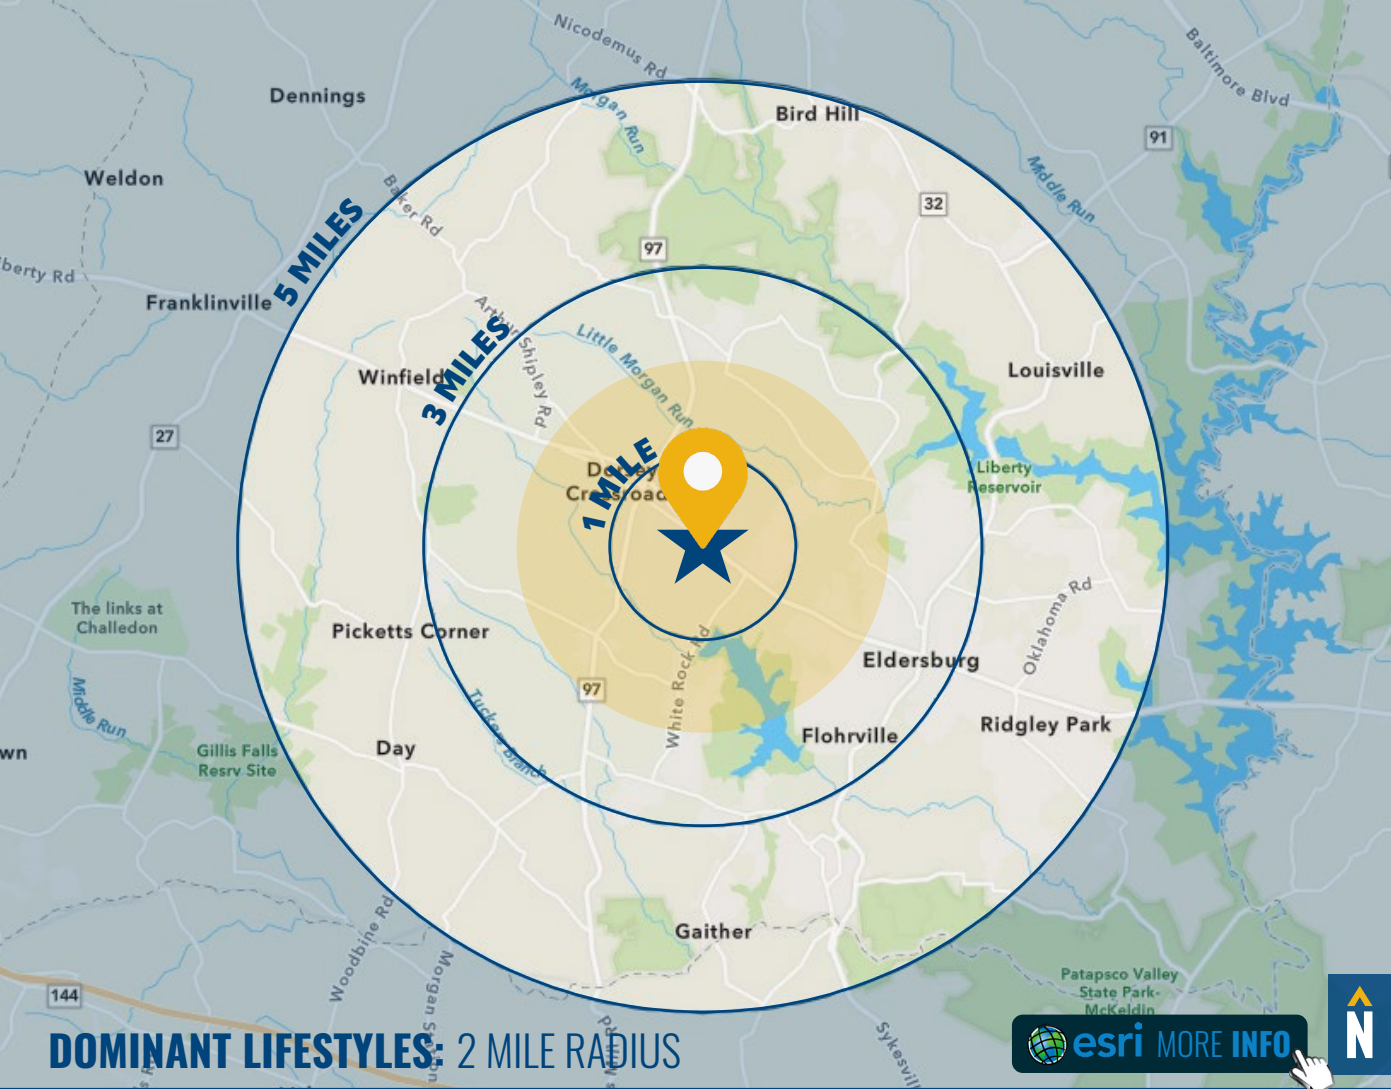 Nicodemus Rd
Baltimore Blvd
Dennings
Morgan Run
Bird Hill
91
Weldon
Middle Run
Baker Rd
32
5 MILES
97
Franklinville
Arthur Shipley Rd
3 MILES
Little Morgan Run
Winfield
Louisville
27
1 MILE
Liberty
Reservoir
The links at
Challedon
Picketts Corner
Oklahoma Rd
White Rock Rd
Eldersburg
Middle Run
97
Tuckers Branch
Flohrville
Ridgley Park
Day
Gillis Falls
Resrv Site
Gaither
Woodbine Rd
144
Patapsco Valley
State Park-
McKeldin
DOMINANT LIFESTYLES: 2 MILE RADIUS
esri MORE INFO
N